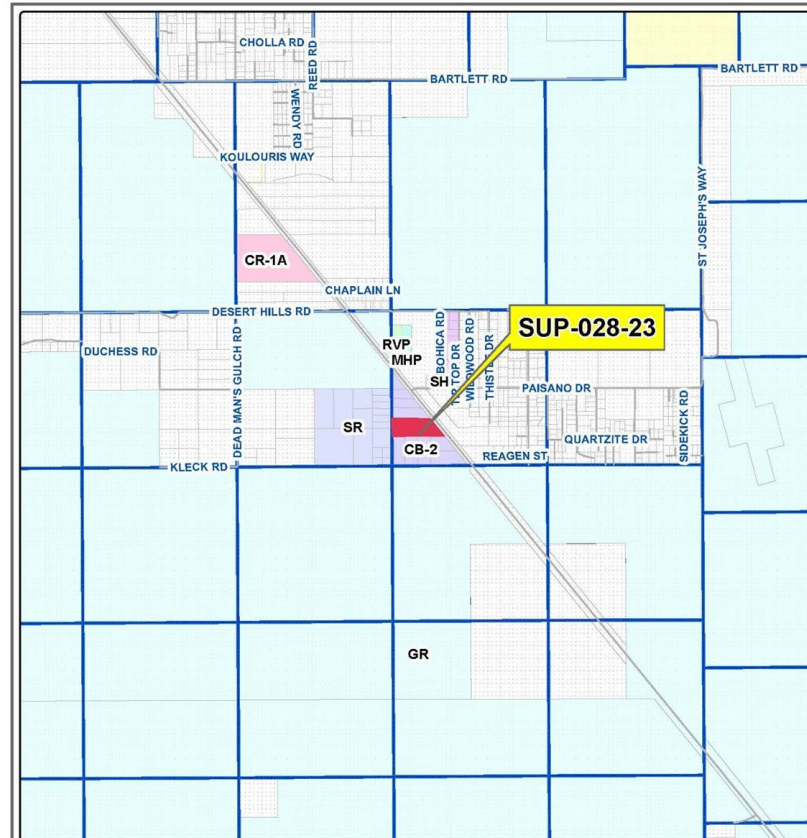 CHOLLA RD
REED RD
BARTLETT RD
BARTLETT RD
WENDY RD
KOULOURIS WAY
ST JOSEPH'S WAY
CR-1A
CHAPLAIN LN
DESERT HILLS RD
SUP-028-23
DUCHESS RD
DEAD MAN'S GULCH RD
RVP
MHP
BOHICA RD
TIP TOP DR
WILDWOOD RD
THISTLE DR
SH
PAISANO DR
SIDEKICK RD
SR
CB-2
QUARTZITE DR
REAGEN ST
KLECK RD
GR